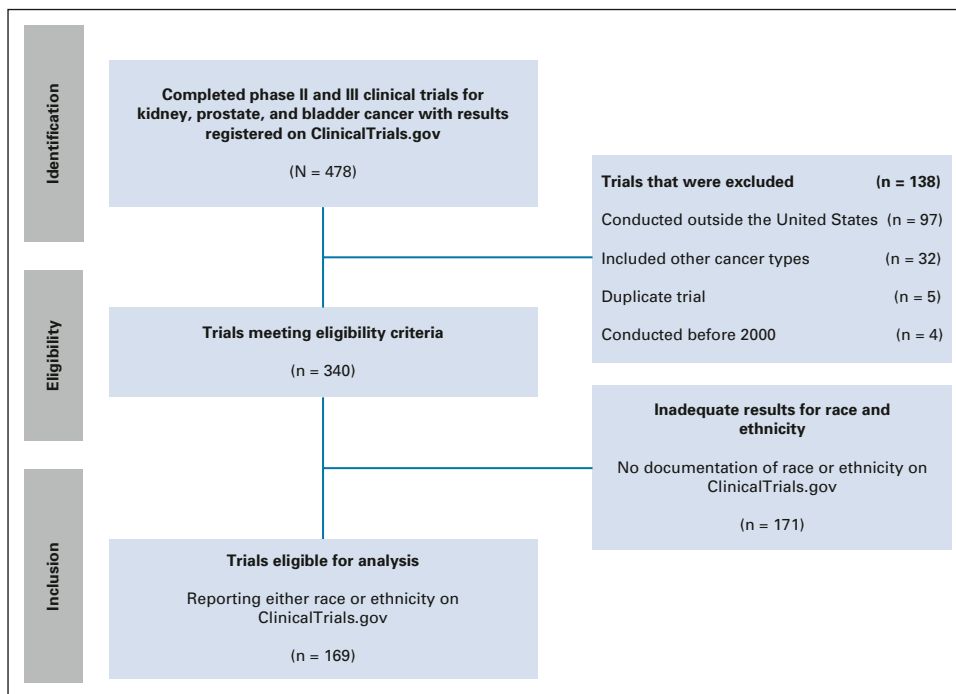 Identification
Completed phase II and III clinical trials for
kidney, prostate, and bladder cancer with results
registered on ClinicalTrials.gov
(N = 478)
Trials that were excluded (n = 138)
Conducted outside the United States (n = 97)
Included other cancer types (n = 32)
Duplicate trial (n = 5)
Conducted before 2000 (n = 4)
Eligibility
Trials meeting eligibility criteria
(n = 340)
Inadequate results for race and
ethnicity
No documentation of race or ethnicity on
ClinicalTrials.gov
(n = 171)
Inclusion
Trials eligible for analysis
Reporting either race or ethnicity on
ClinicalTrials.gov
(n = 169)